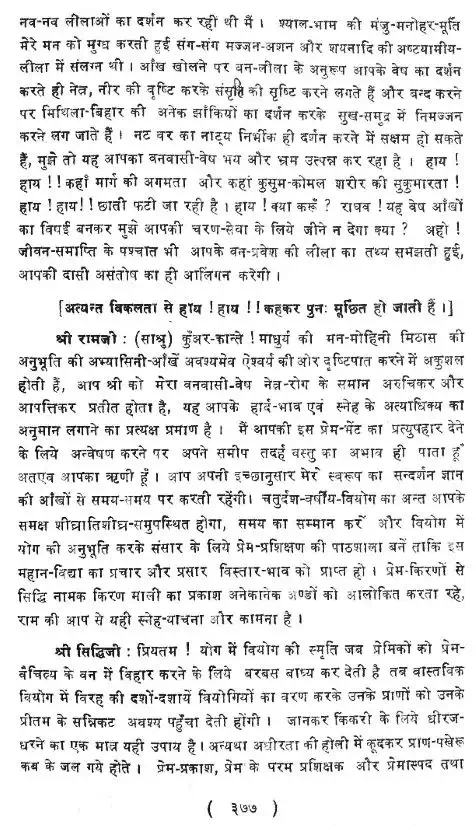 नव-नव लीलाओं का दर्शन कर रही थी मैं । श्याल-भाम की मंजु-मनोहर-मूर्ति
मेरे मन को मुग्ध करती हुई संग-संग मज्जन-अशन और शयनादि की अष्टयामीय-
लीला में संलग्न थी । आँख खोलने पर वन-लीला के अनुरूप आपके वेष का दर्शन
करते ही नेत्र, नीर की वृष्टि करके संसृति की सृष्टि करने लगते हैं और बन्द करने
पर मिथिला-बिहार की अनेक झाँकियों का दर्शन करके सुख-समुद्र में निमज्जन
करने लग जाते हैं । नट वर का नाट्य निर्भीक ही दर्शन करने में सक्षम हो सकते
हैं, मुझे तो यह आपका वनवासी-वेष भय और भ्रम उत्पन्न कर रहा है । हाय !
हाय !! कहाँ मार्ग की अगमता और कहां कुसुम-कोमल शरीर की सुकुमारता !
हाय ! हाय!! छाती फटी जा रही है । हाय ! क्या करूँ ? राघव ! यह वेष आँखों
का विषई बनकर मुझे आपकी चरण-सेवा के लिये जीने न देगा क्या ? अहो !
जीवन-समाप्ति के पश्चात भी आपके वन-प्रवेश की लीला का तथ्य समझती हुई,
आपकी दासी असंतोष का ही आलिंगन करेगी ।
[अत्यन्त विकलता से हाय ! हाय !! कहकर पुनः मूर्छित हो जाती हैं ।]
श्री रामजी : (साश्रु) कुँअर-कान्ते ! माधुर्य की मन-मोहिनी मिठास की
अनुभूति की अभ्यासिनी-आँखें अवश्यमेव ऐश्वर्य की ओर दृष्टिपात करने में अकुशल
होती हैं, आप श्री को मेरा वनवासी-वेष नेत्र-रोग के समान अरुचिकर और
आपत्तिकर प्रतीत होता है, यह आपके हार्द-भाव एवं स्नेह के अत्याधिक्य का
अनुमान लगाने का प्रत्यक्ष प्रमाण है । मैं आपकी इस प्रेम-भेंट का प्रत्युपहार देने
के लिये अन्वेषण करने पर अपने समीप तदर्ह वस्तु का अभाव ही पाता हूँ
अतएव आपका ऋणी हूँ । आप अपनी इच्छानुसार मेरे स्वरूप का सन्दर्शन ज्ञान
की आँखों से समय-समय पर करती रहेंगी। चतुर्दश-वर्षीय-वियोग का अन्त आपके
समक्ष शीघ्रातिशीघ्र-समुपस्थित होगा, समय का सम्मान करें और वियोग में
योग की अनुभूति करके संसार के लिये प्रेम-प्रशिक्षण की पाठशाला बनें ताकि इस
महान-विद्या का प्रचार और प्रसार विस्तार-भाव को प्राप्त हो । प्रेम-किरणों से
सिद्धि नामक किरण माली का प्रकाश अनेकानेक अण्डों को आलोकित करता रहे,
राम की आप से यही स्नेह-याचना और कामना है ।
श्री सिद्धिजी : प्रियतम ! योग में वियोग की स्मृति जब प्रेमिकों को प्रेम-
वैचित्र्य के वन में विहार करने के लिये बरबस बाध्य कर देती है तब वास्तविक
वियोग में विरह की दशों-दशायें वियोगियों का वरण करके उनके प्राणों को उनके
प्रीतम के सन्निकट अवश्य पहुँचा देती होंगी । जानकर किंकरी के लिये धीरज-
धरने का एक मात्र यही उपाय है । अन्यथा अधीरता की होली में कूदकर प्राण-पखेरू
कब के जल गये होते । प्रेम-प्रकाश, प्रेम के परम प्रशिक्षक और प्रेमास्पद तथा
( ३७७ )